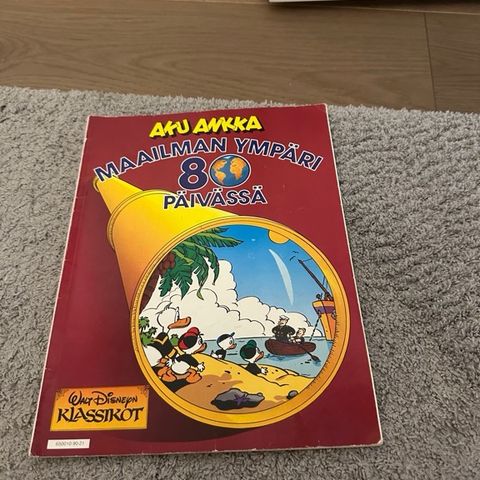 AKU ANKKA
MAAILMAN YMPÄRI
80
PÄIVÄSSÄ
WALT DISNEYN
KLASSIKOT